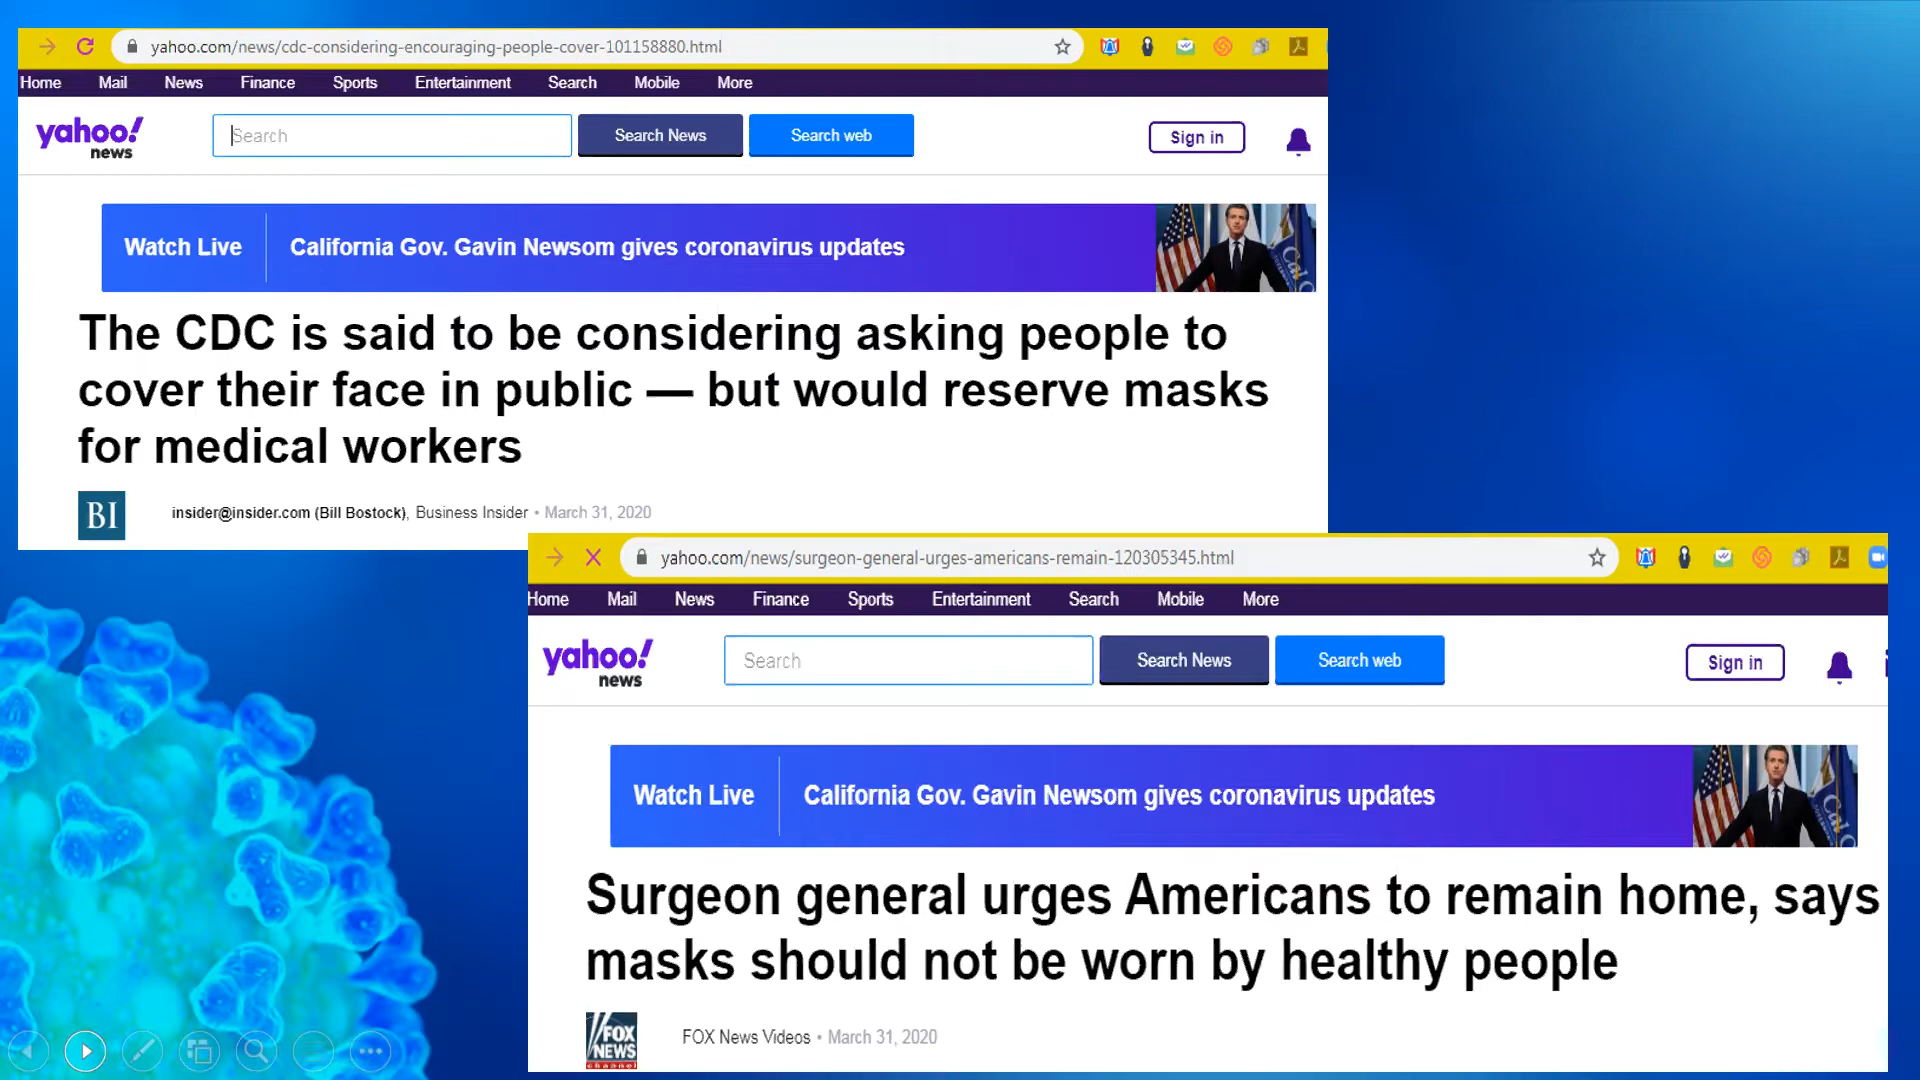 yahoo.com/news/cdc-considering-encouraging-people-cover-101158880.html
Home Mail News Finance Sports Entertainment Search Mobile More
yahoo!
news
Search
Search News
Search web
Sign in
Watch Live
California Gov. Gavin Newsom gives coronavirus updates
The CDC is said to be considering asking people to
cover their face in public — but would reserve masks
for medical workers
BI
insider@insider.com (Bill Bostock), Business Insider • March 31, 2020
yahoo.com/news/surgeon-general-urges-americans-remain-120305345.html
Home Mail News Finance Sports Entertainment Search Mobile More
yahoo!
news
Search
Search News
Search web
Sign in
Watch Live
California Gov. Gavin Newsom gives coronavirus updates
Surgeon general urges Americans to remain home, says
masks should not be worn by healthy people
FOX
NEWS
channel
FOX News Videos • March 31, 2020